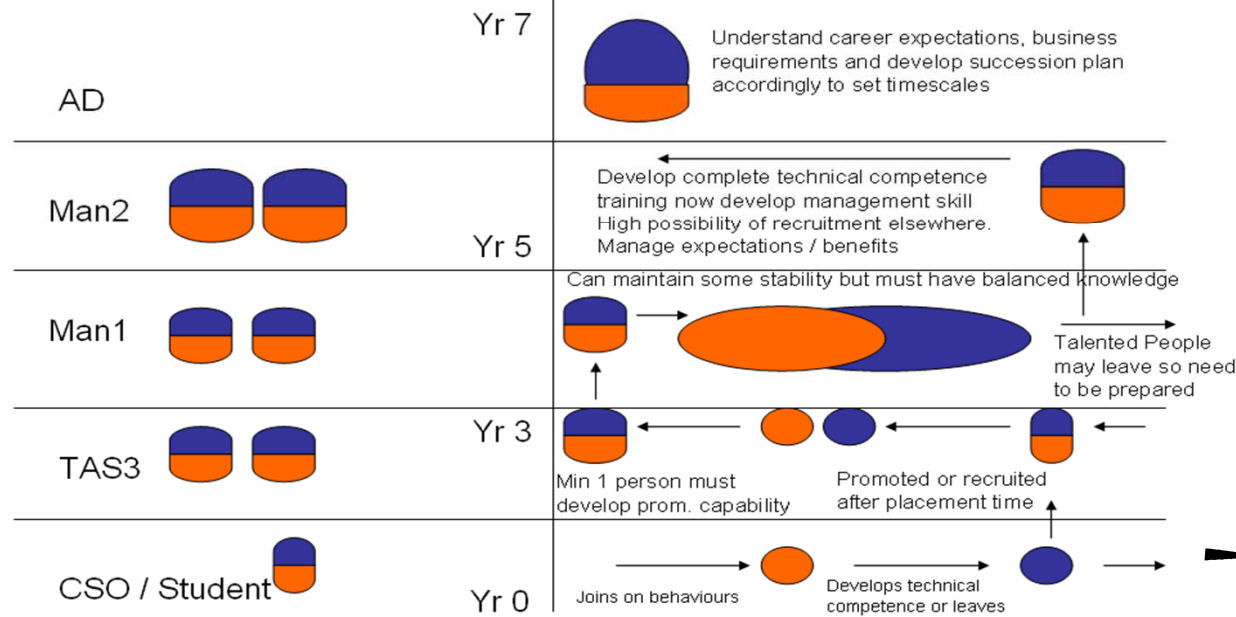 Yr 7
Understand career expectations, business
requirements and develop succession plan
accordingly to set timescales
AD
Man2
Yr 5
Develop complete technical competence
training now develop management skill
High possibility of recruitment elsewhere.
Manage expectations / benefits
Can maintain some stability but must have balanced knowledge
Man1
Talented People
may leave so need
to be prepared
Yr 3
TAS3
Min 1 person must
develop prom. capability
Promoted or recruited
after placement time
CSO / Student
Yr 0
Joins on behaviours
Develops technical
competence or leaves